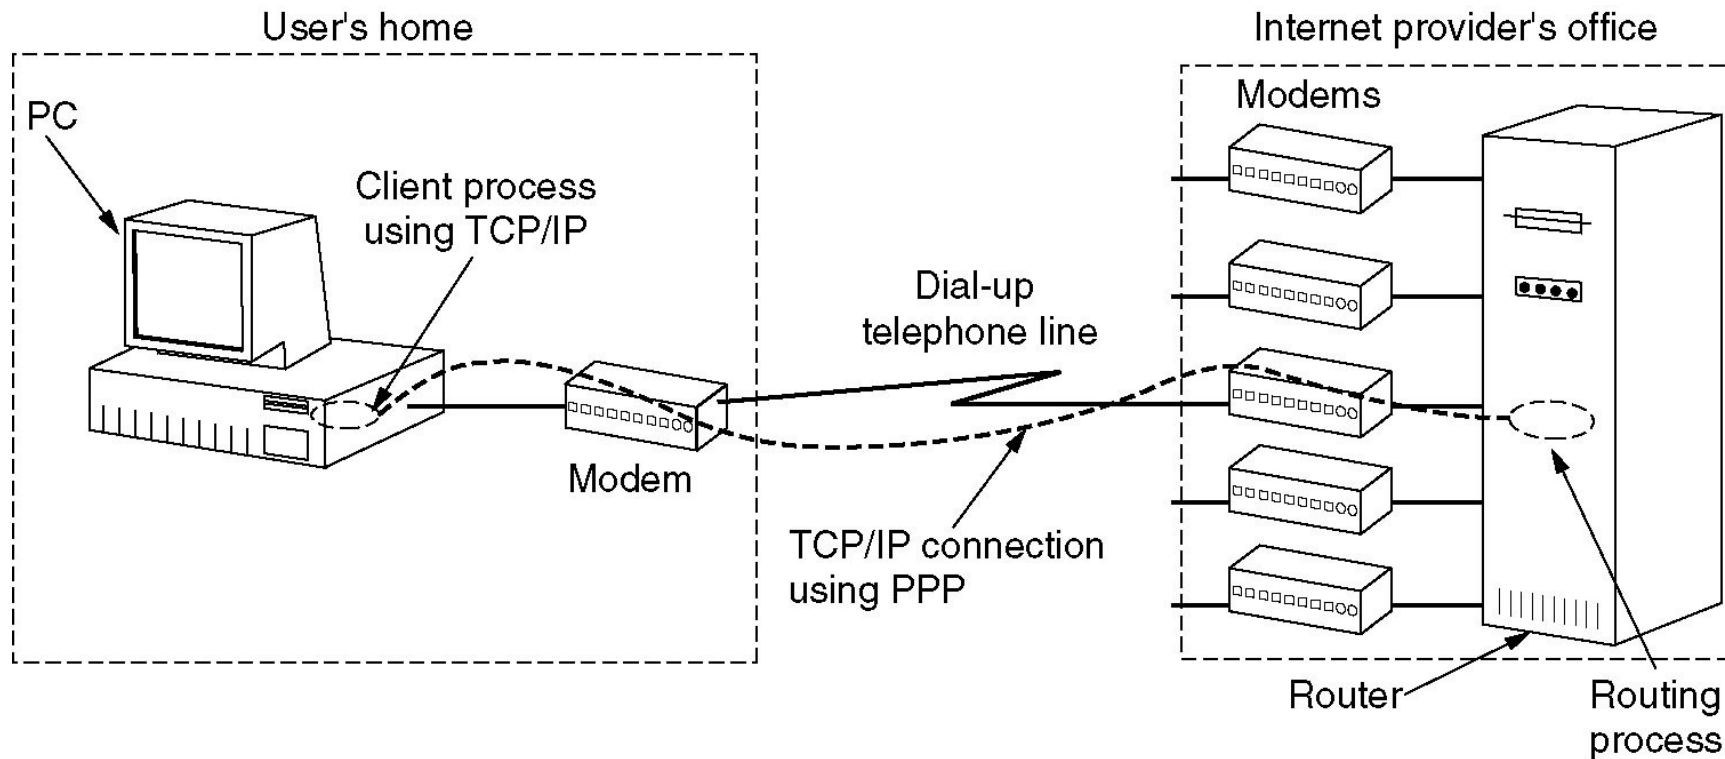 User's home
Internet provider's office
PC
Client process
using TCP/IP
Modem
Dial-up
telephone line
TCP/IP connection
using PPP
Modems
Router
Routing
process